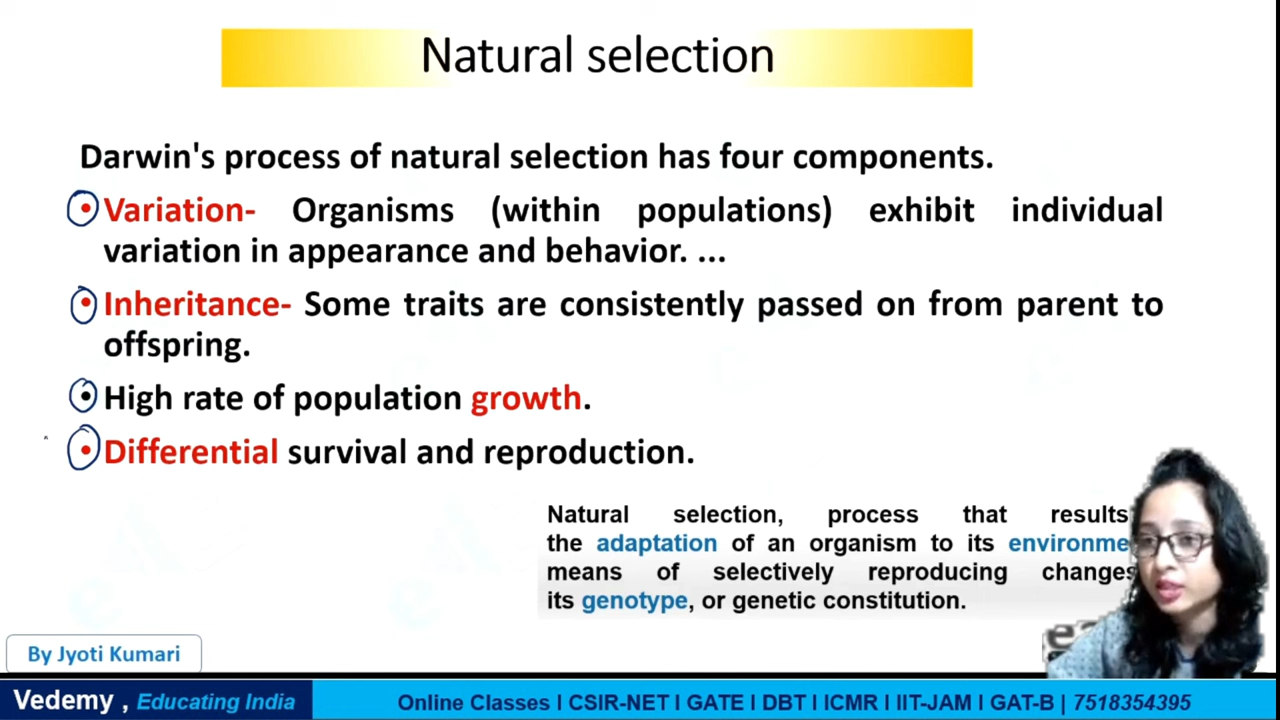 Natural selection
Darwin's process of natural selection has four components.
• Variation- Organisms (within populations) exhibit individual
variation in appearance and behavior. ...
• Inheritance- Some traits are consistently passed on from parent to
offspring.
• High rate of population growth.
• Differential survival and reproduction.
Natural selection, process that results
the adaptation of an organism to its environme
means of selectively reproducing changes
its genotype, or genetic constitution.
By Jyoti Kumari
Vedemy , Educating India
Online Classes I CSIR-NET I GATE I DBT I ICMR I IIT-JAM I GAT-B | 7518354395